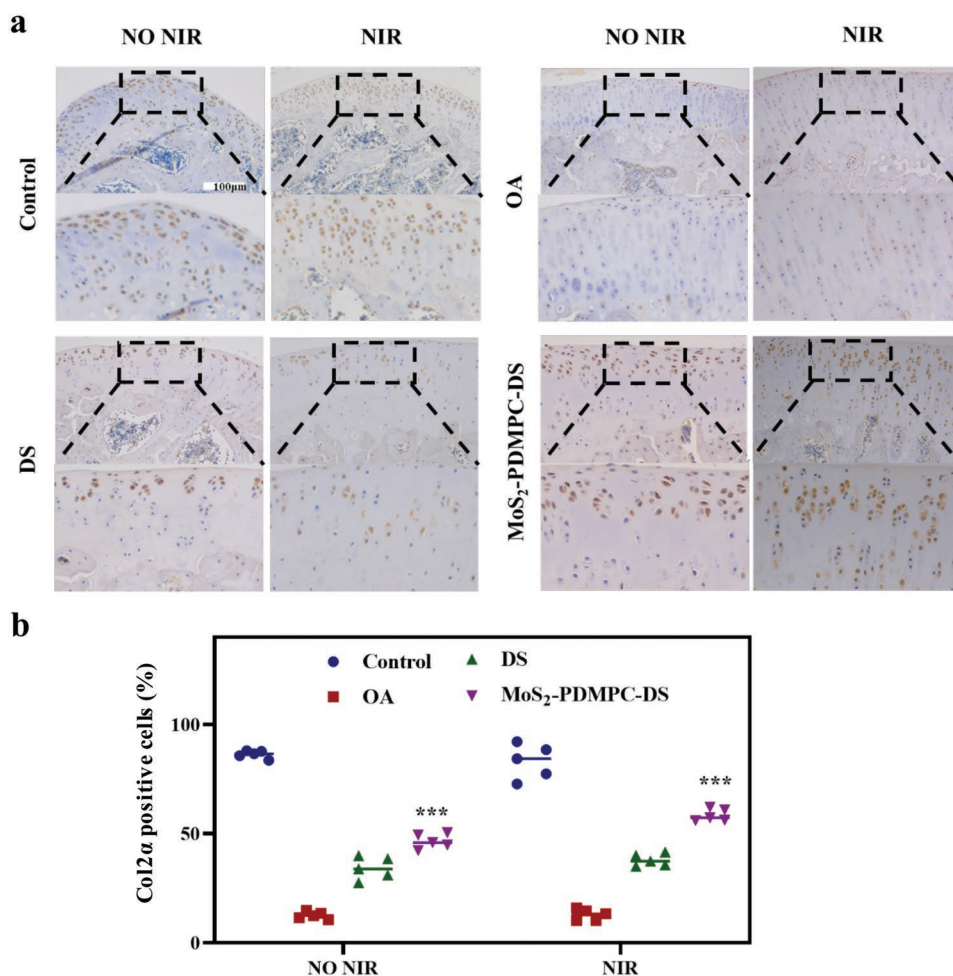 a
NO NIR
NIR
NO NIR
NIR
Control
100μm
OA
DS
MoS₂-PDMPC-DS
b
Col2α positive cells (%)
100
50
0
Control
DS
OA
MoS₂-PDMPC-DS
***
***
NO NIR
NIR